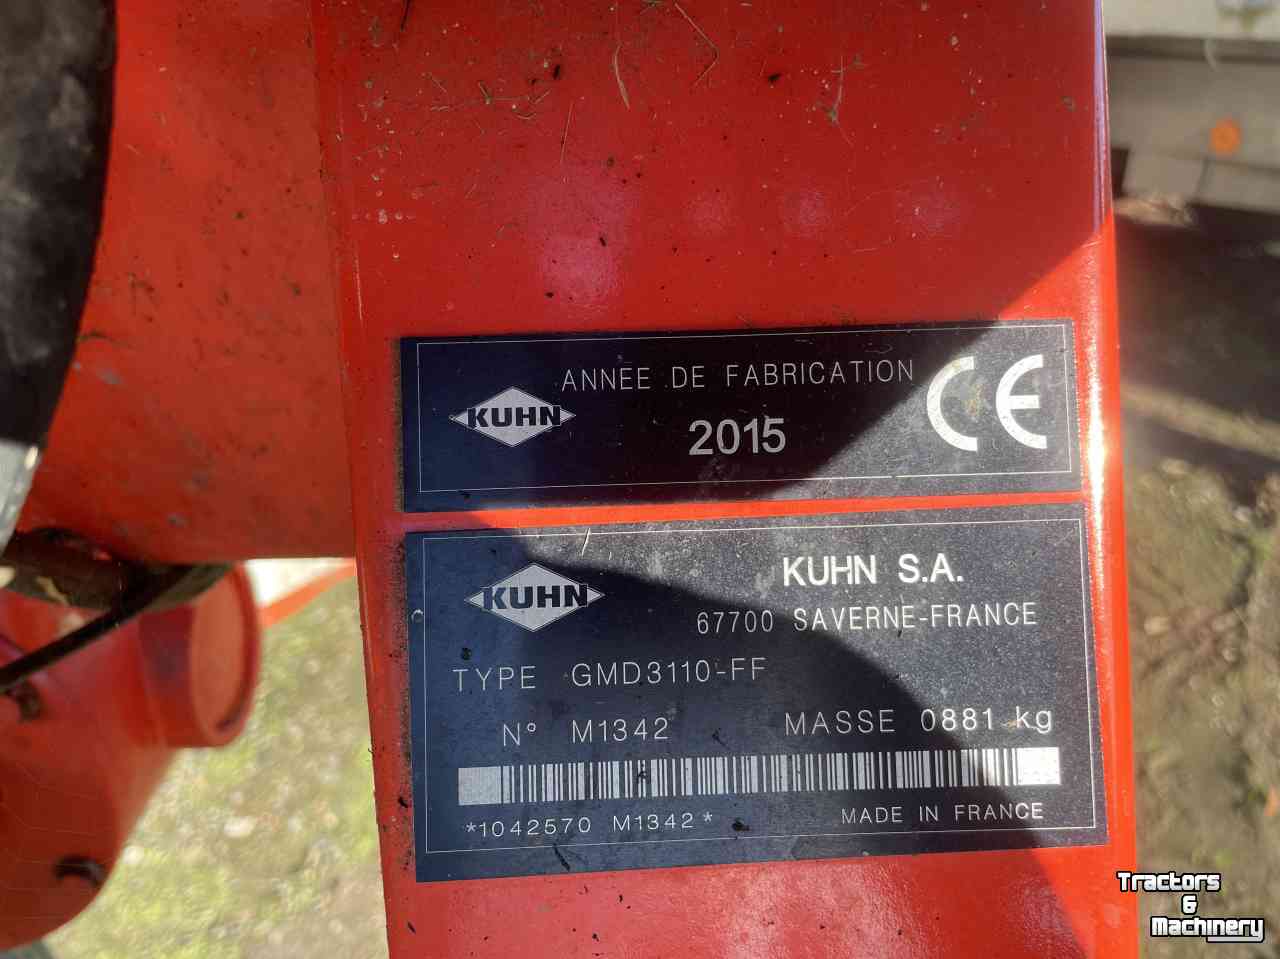 ANNÉE DE FABRICATION
KUHN
2015
CE
KUHN S.A.
KUHN
67700 SAVERNE-FRANCE
TYPE GMD3110-FF
N° M1342 MASSE 0881 kg
*1042570 M1342* MADE IN FRANCE
Tractors
&
Machinery